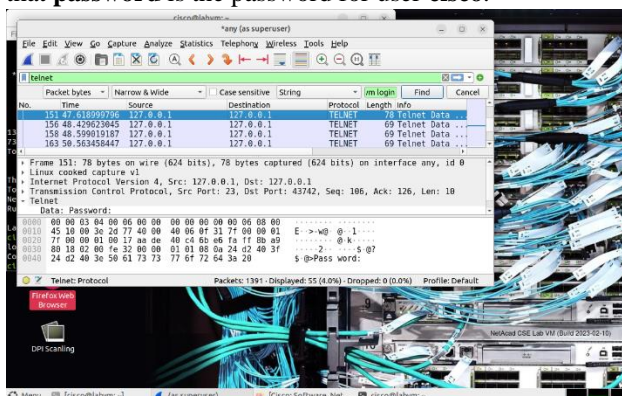 that password is the password for user cisco.
cisco@labvm: ~
*any (as superuser)
File Edit View Go Capture Analyze Statistics Telephony Wireless Tools Help
telnet
Packet bytes Narrow & Wide Case sensitive String vm login Find Cancel
No. Time Source Destination Protocol Length Info
151 47.618999796 127.0.0.1 127.0.0.1 TELNET 78 Telnet Data ...
156 48.429623045 127.0.0.1 127.0.0.1 TELNET 69 Telnet Data ...
158 48.599019187 127.0.0.1 127.0.0.1 TELNET 69 Telnet Data ...
163 50.563458447 127.0.0.1 127.0.0.1 TELNET 69 Telnet Data ...
Frame 151: 78 bytes on wire (624 bits), 78 bytes captured (624 bits) on interface any, id 0
Linux cooked capture v1
Internet Protocol Version 4, Src: 127.0.0.1, Dst: 127.0.0.1
Transmission Control Protocol, Src Port: 23, Dst Port: 43742, Seq: 106, Ack: 126, Len: 10
Telnet
Data: Password:
0000 00 00 03 04 00 06 00 00 00 00 00 00 00 00 08 00
0010 45 10 00 3e 2d 77 40 00 40 06 0f 31 7f 00 00 01 E··>-w@· @··1····
0020 7f 00 00 01 00 17 aa de 40 c4 6b e6 fa ff 8b a9
0030 80 18 02 00 fe 32 00 00 01 01 08 0a 24 d2 40 3f
0040 24 d2 40 3e 50 61 73 73 77 6f 72 64 3a 20 $·@>Pass word:
Telnet: Protocol Packets: 1391 · Displayed: 55 (4.0%) · Dropped: 0 (0.0%) Profile: Default
Firefox Web
Browser
DPI Scanling
NetAcad CSE Lab VM (Build 2023-02-10)
Menu [cisco@labvm: ~] (as superuser) [Cisco: Software, Net... cisco@labvm: ~